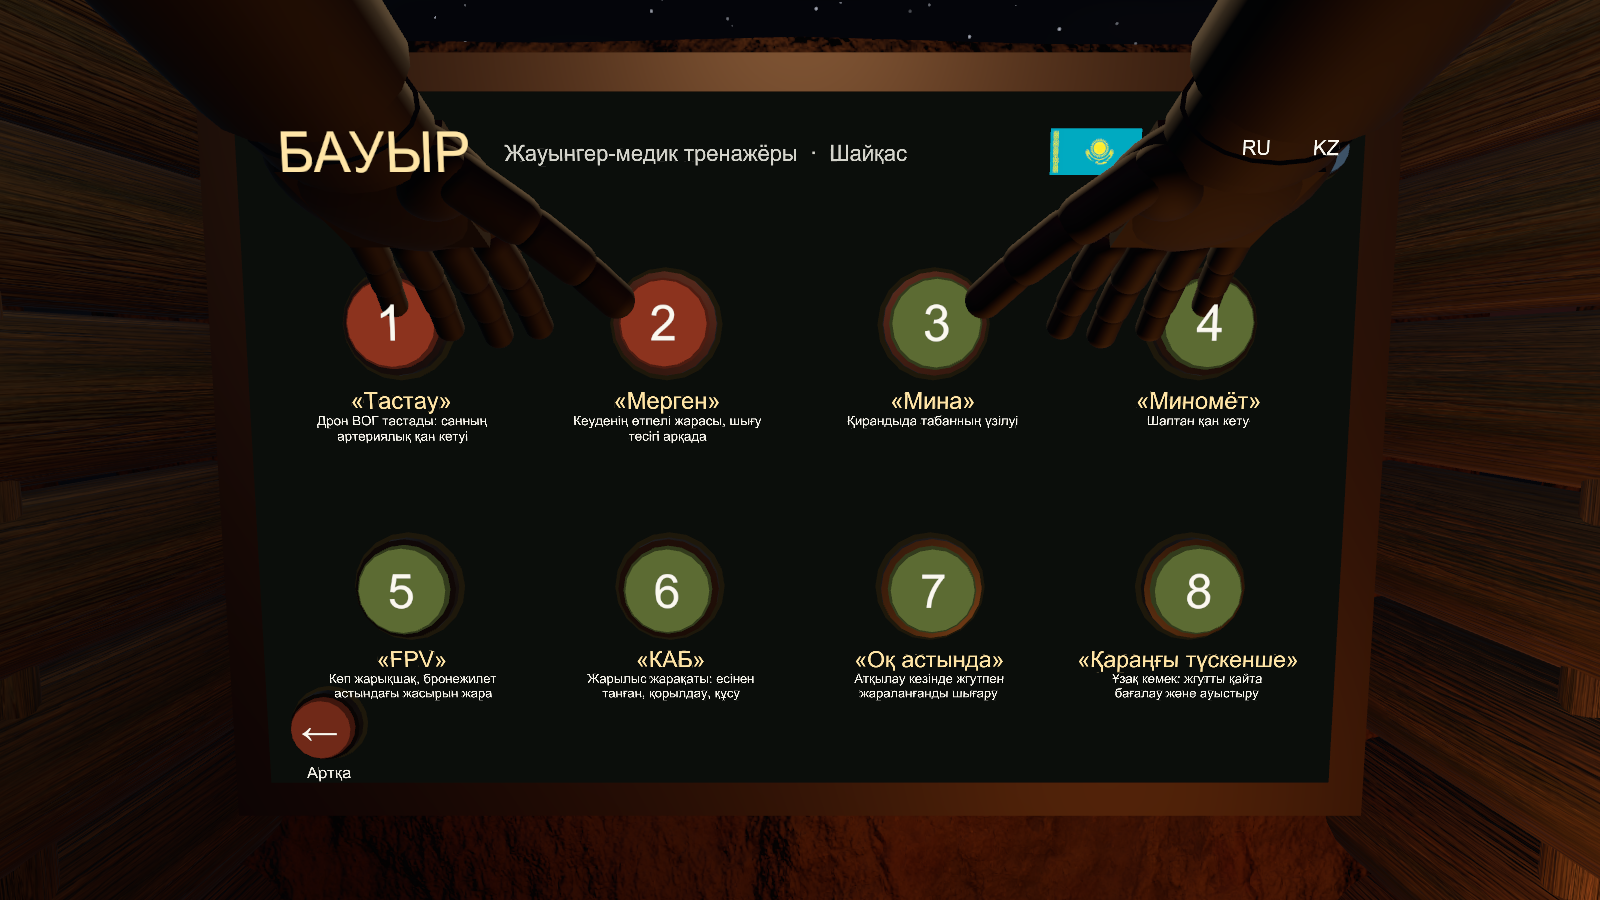 БАУЫР
Жауынгер-медик тренажёры · Шайқас
RU
KZ
1
2
3
4
«Тастау»
Дрон ВОГ тастады: санның
артериялық қан кетуі
«Мерген»
Кеуденің өтпелі жарасы, шығу
тесігі арқада
«Мина»
Қирандыда табанның үзілуі
«Миномёт»
Шаптан қан кету
5
6
7
8
«FPV»
Көп жарықшақ, бронежилет
астындағы жасырын жара
«КАБ»
Жарылыс жарақаты: есінен
танған, қорылдау, құсу
«Оқ астында»
Атқылау кезінде жгутпен
жараланғанды шығару
«Қараңғы түскенше»
Ұзақ көмек: жгутты қайта
бағалау және ауыстыру
←
Артқа